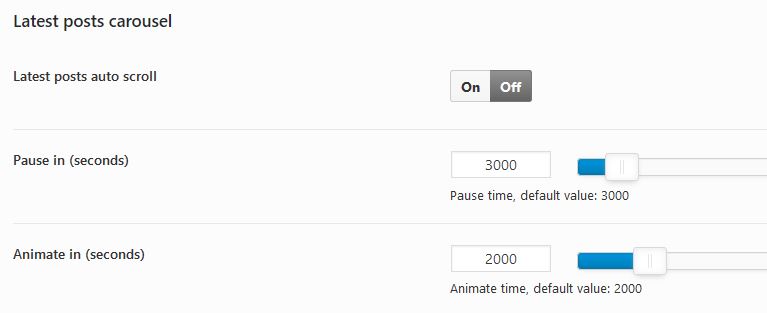 Latest posts carousel
Latest posts auto scroll
On Off
Pause in (seconds)
3000
Pause time, default value: 3000
Animate in (seconds)
2000
Animate time, default value: 2000